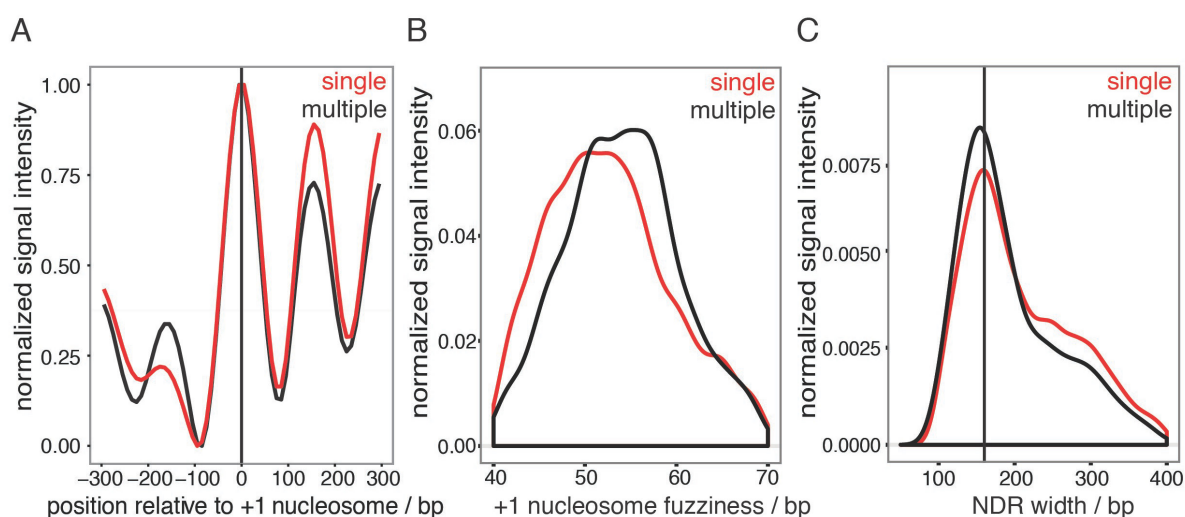 A
normalized signal intensity
1.00
0.75
0.50
0.25
0.00
single
multiple
−300 −200 −100 0 100 200 300
position relative to +1 nucleosome / bp
B
normalized signal intensity
0.06
0.04
0.02
0.00
single
multiple
40 50 60 70
+1 nucleosome fuzziness / bp
C
normalized signal intensity
0.0075
0.0050
0.0025
0.0000
single
multiple
100 200 300 400
NDR width / bp